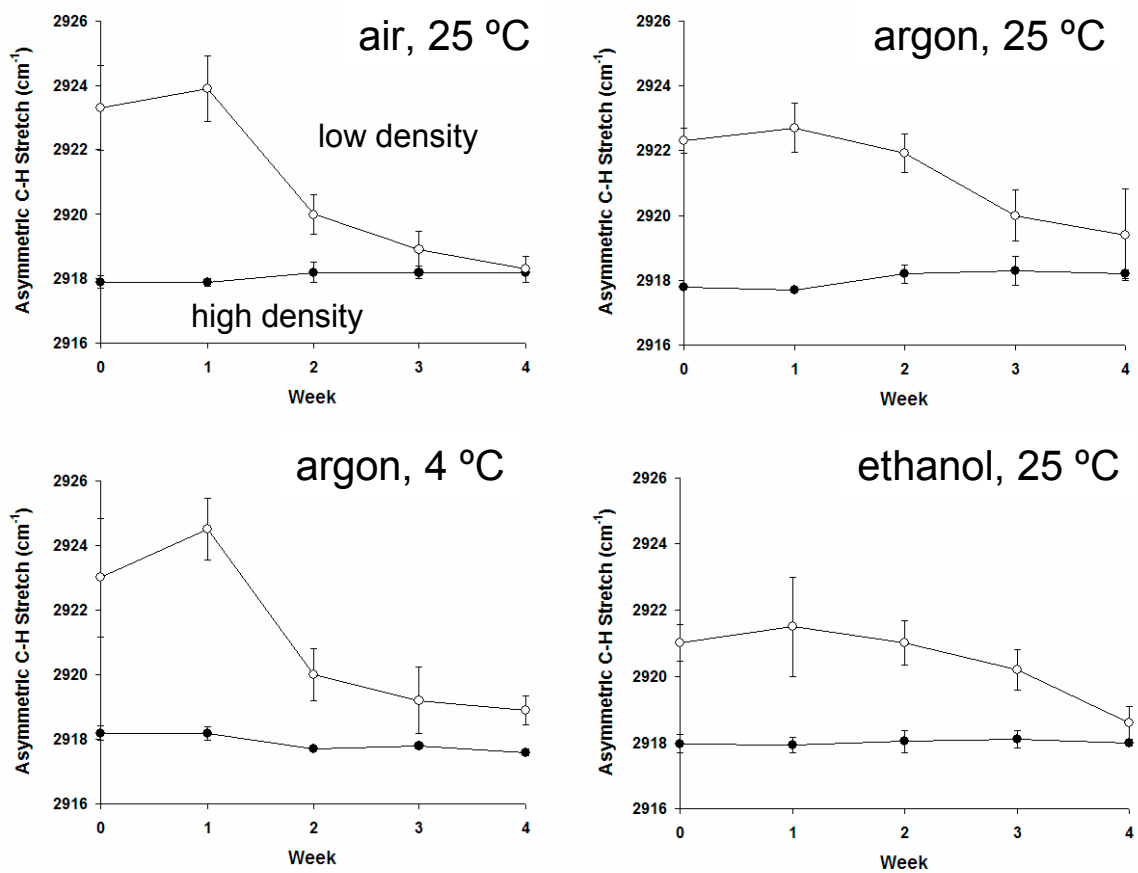 air, 25 ºC
Asymmetric C-H Stretch (cm-1)
2926
2924
2922
2920
2918
2916
low density
high density
0 1 2 3 4
Week
argon, 25 ºC
Asymmetric C-H Stretch (cm-1)
2926
2924
2922
2920
2918
2916
0 1 2 3 4
Week
argon, 4 ºC
Asymmetric C-H Stretch (cm-1)
2926
2924
2922
2920
2918
2916
0 1 2 3 4
Week
ethanol, 25 ºC
Asymmetric C-H Stretch (cm-1)
2926
2924
2922
2920
2918
2916
0 1 2 3 4
Week